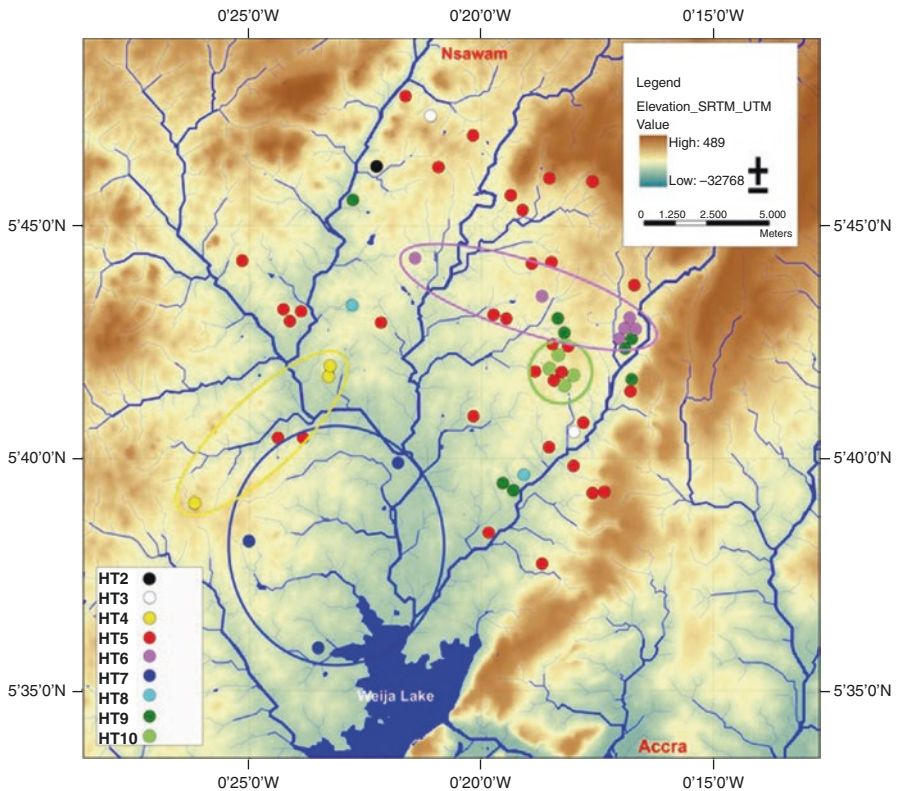 0'25'0"W 0'20'0"W 0'15'0"W
Nsawam
Legend
Elevation_SRTM_UTM
Value
High: 489
Low: –32768
0 1.250 2.500 5.000
Meters
5'45'0"N 5'45'0"N
5'40'0"N 5'40'0"N
HT2
HT3
HT4
HT5
HT6
HT7
HT8
HT9
HT10
5'35'0"N 5'35'0"N
Weija Lake
Accra
0'25'0"W 0'20'0"W 0'15'0"W